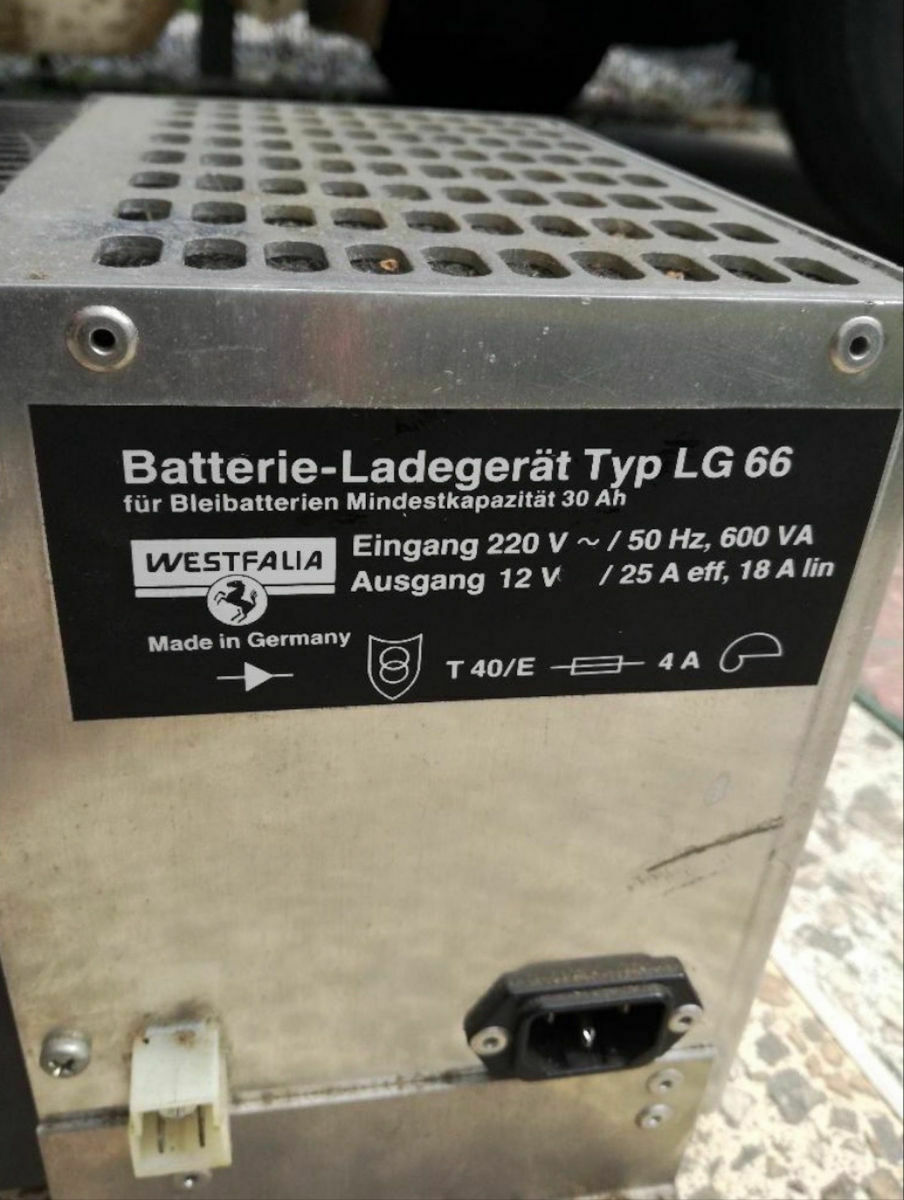 Batterie-Ladegerät Typ LG 66
für Bleibatterien Mindestkapazität 30 Ah
WESTFALIA
Eingang 220 V ~ / 50 Hz, 600 VA
Ausgang 12 V / 25 A eff, 18 A lin
Made in Germany
T 40/E 4 A